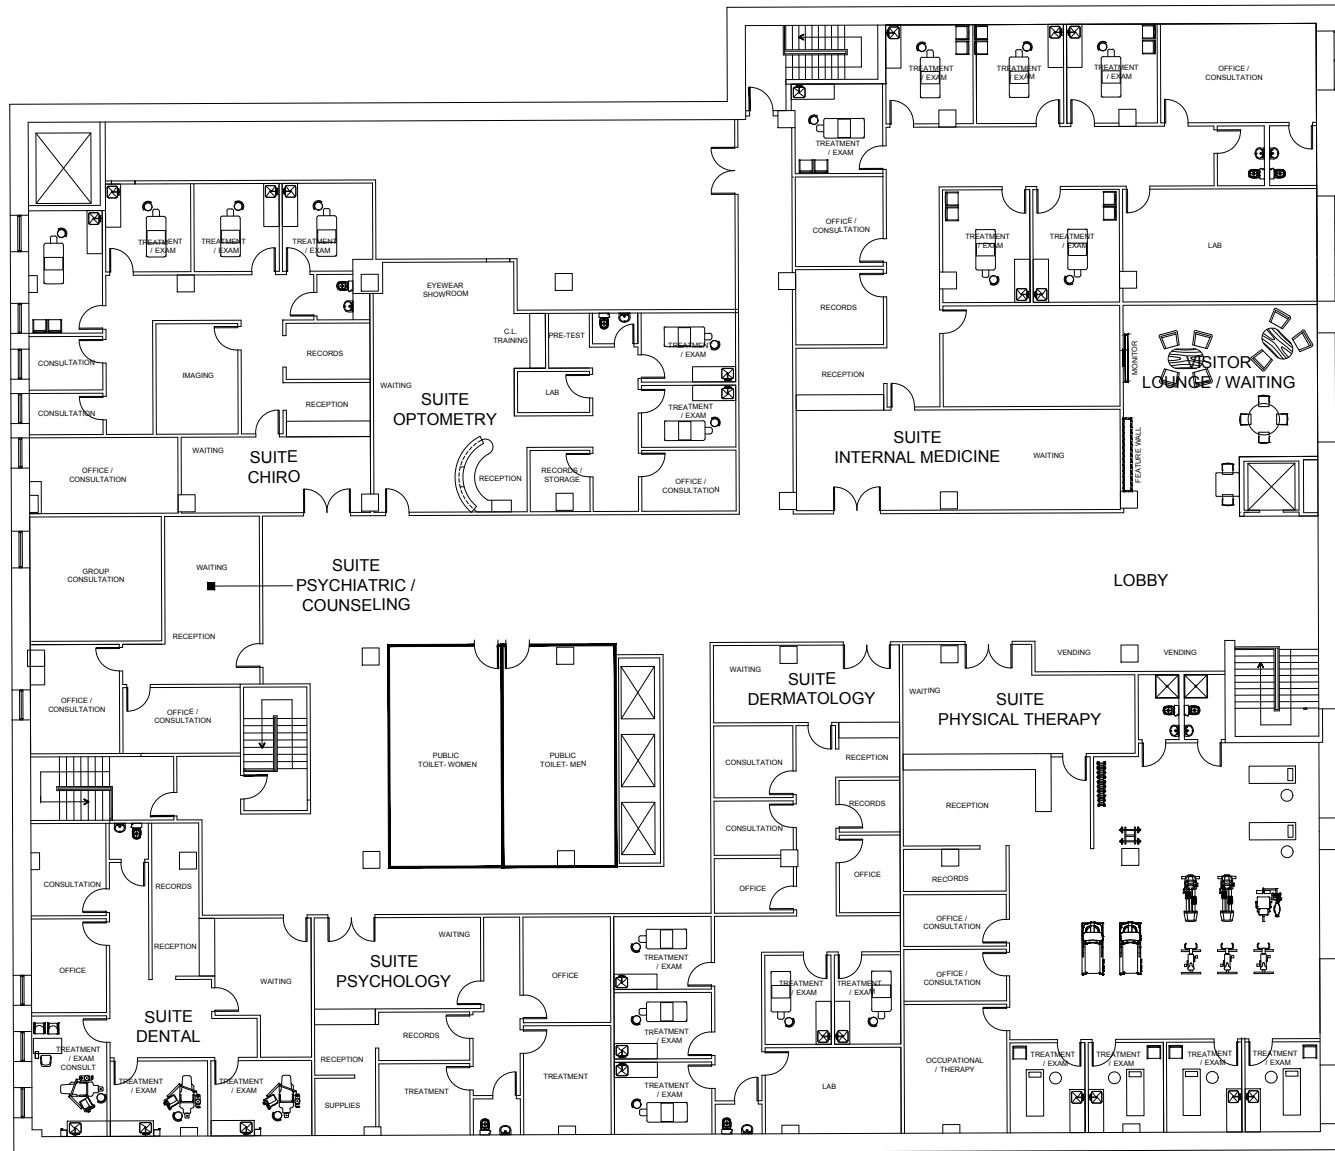 TREATMENT
/ EXAM
TREATMENT
/ EXAM
TREATMENT
/ EXAM
OFFICE /
CONSULTATION
TREATMENT
/ EXAM
OFFICE /
CONSULTATION
TREATMENT
/ EXAM
TREATMENT
/ EXAM
LAB
RECORDS
RECEPTION
SUITE
INTERNAL MEDICINE
WAITING
MONITOR
FEATURE WALL
VISITOR
LOUNGE / WAITING
TREATMENT
/ EXAM
TREATMENT
/ EXAM
TREATMENT
/ EXAM
CONSULTATION
CONSULTATION
IMAGING
RECORDS
RECEPTION
OFFICE /
CONSULTATION
WAITING
SUITE
CHIRO
EYEWEAR
SHOWROOM
C.L.
TRAINING
PRE-TEST
TREATMENT
/ EXAM
WAITING
LAB
SUITE
OPTOMETRY
TREATMENT
/ EXAM
RECEPTION
RECORDS /
STORAGE
OFFICE /
CONSULTATION
GROUP
CONSULTATION
WAITING
SUITE
PSYCHIATRIC /
COUNSELING
RECEPTION
OFFICE /
CONSULTATION
OFFICE /
CONSULTATION
LOBBY
VENDING
VENDING
PUBLIC
TOILET- WOMEN
PUBLIC
TOILET- MEN
WAITING
SUITE
DERMATOLOGY
CONSULTATION
RECEPTION
CONSULTATION
RECORDS
OFFICE
OFFICE
TREATMENT
/ EXAM
TREATMENT
/ EXAM
TREATMENT
/ EXAM
TREATMENT
/ EXAM
TREATMENT
/ EXAM
LAB
WAITING
SUITE
PHYSICAL THERAPY
RECEPTION
RECORDS
OFFICE /
CONSULTATION
OFFICE /
CONSULTATION
OCCUPATIONAL
/ THERAPY
TREATMENT
/ EXAM
TREATMENT
/ EXAM
TREATMENT
/ EXAM
TREATMENT
/ EXAM
CONSULTATION
RECORDS
OFFICE
RECEPTION
WAITING
SUITE
DENTAL
TREATMENT
/ EXAM
CONSULT
TREATMENT
/ EXAM
TREATMENT
/ EXAM
WAITING
SUITE
PSYCHOLOGY
OFFICE
RECORDS
RECEPTION
SUPPLIES
TREATMENT
TREATMENT